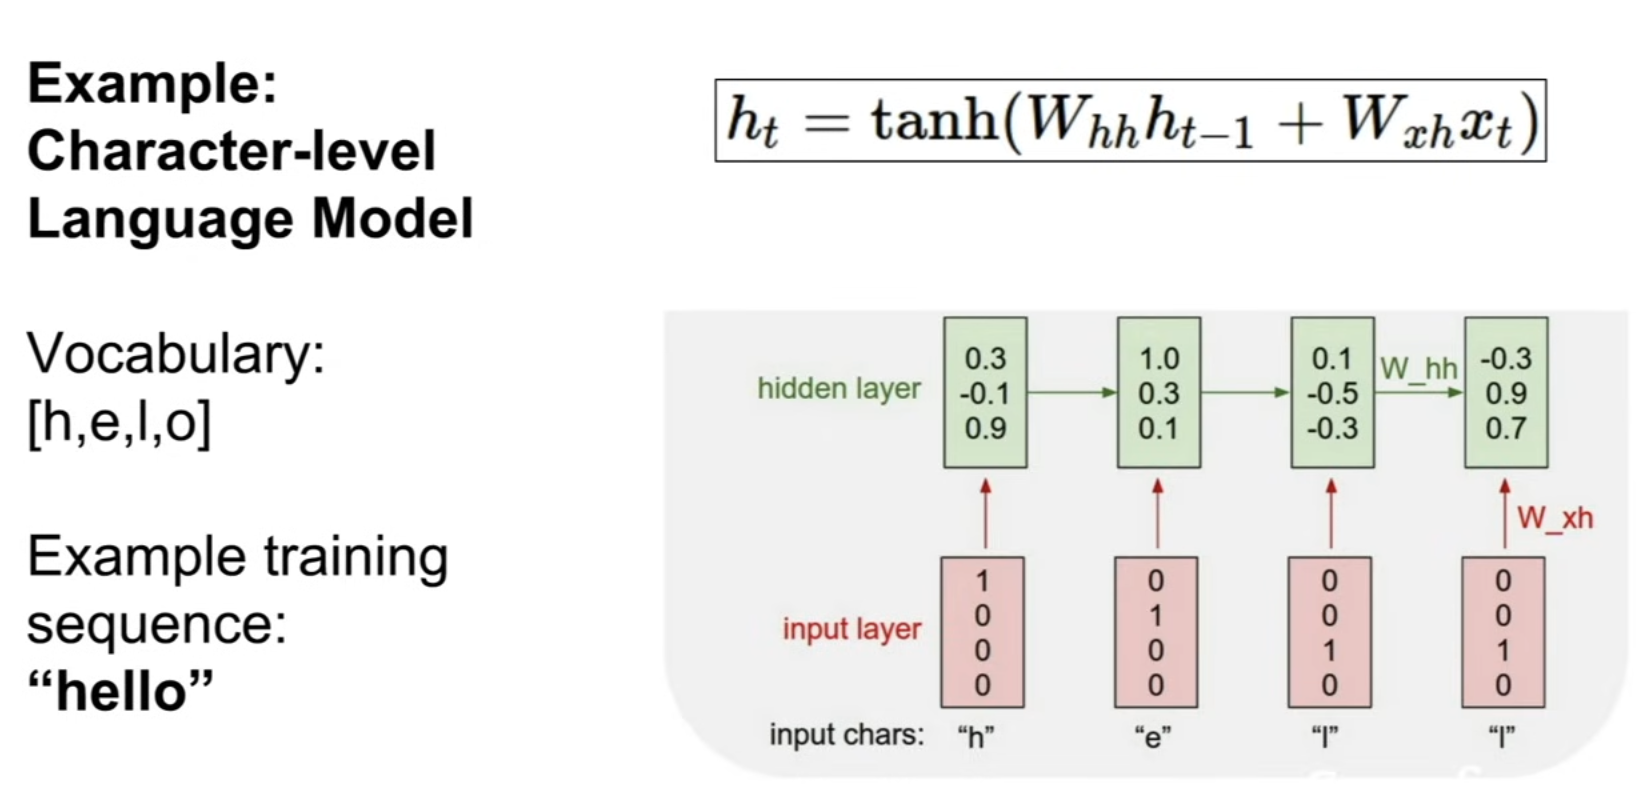 Example:
Character-level
Language Model
h_t = tanh(W_{hh}h_{t−1} + W_{xh}x_t)
Vocabulary:
[h,e,l,o]
Example training
sequence:
“hello”
hidden layer
0.3
-0.1
0.9
1.0
0.3
0.1
0.1
-0.5
-0.3
W_hh
-0.3
0.9
0.7
W_xh
input layer
1
0
0
0
0
1
0
0
0
0
1
0
0
0
1
0
input chars: “h” “e” “l” “l”